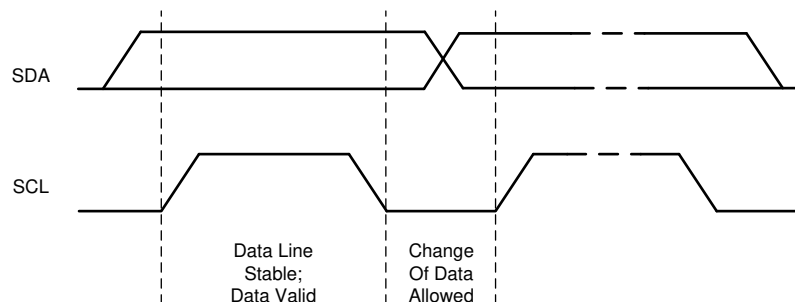 SDA
SCL
Data Line
Stable;
Data Valid
Change
Of Data
Allowed